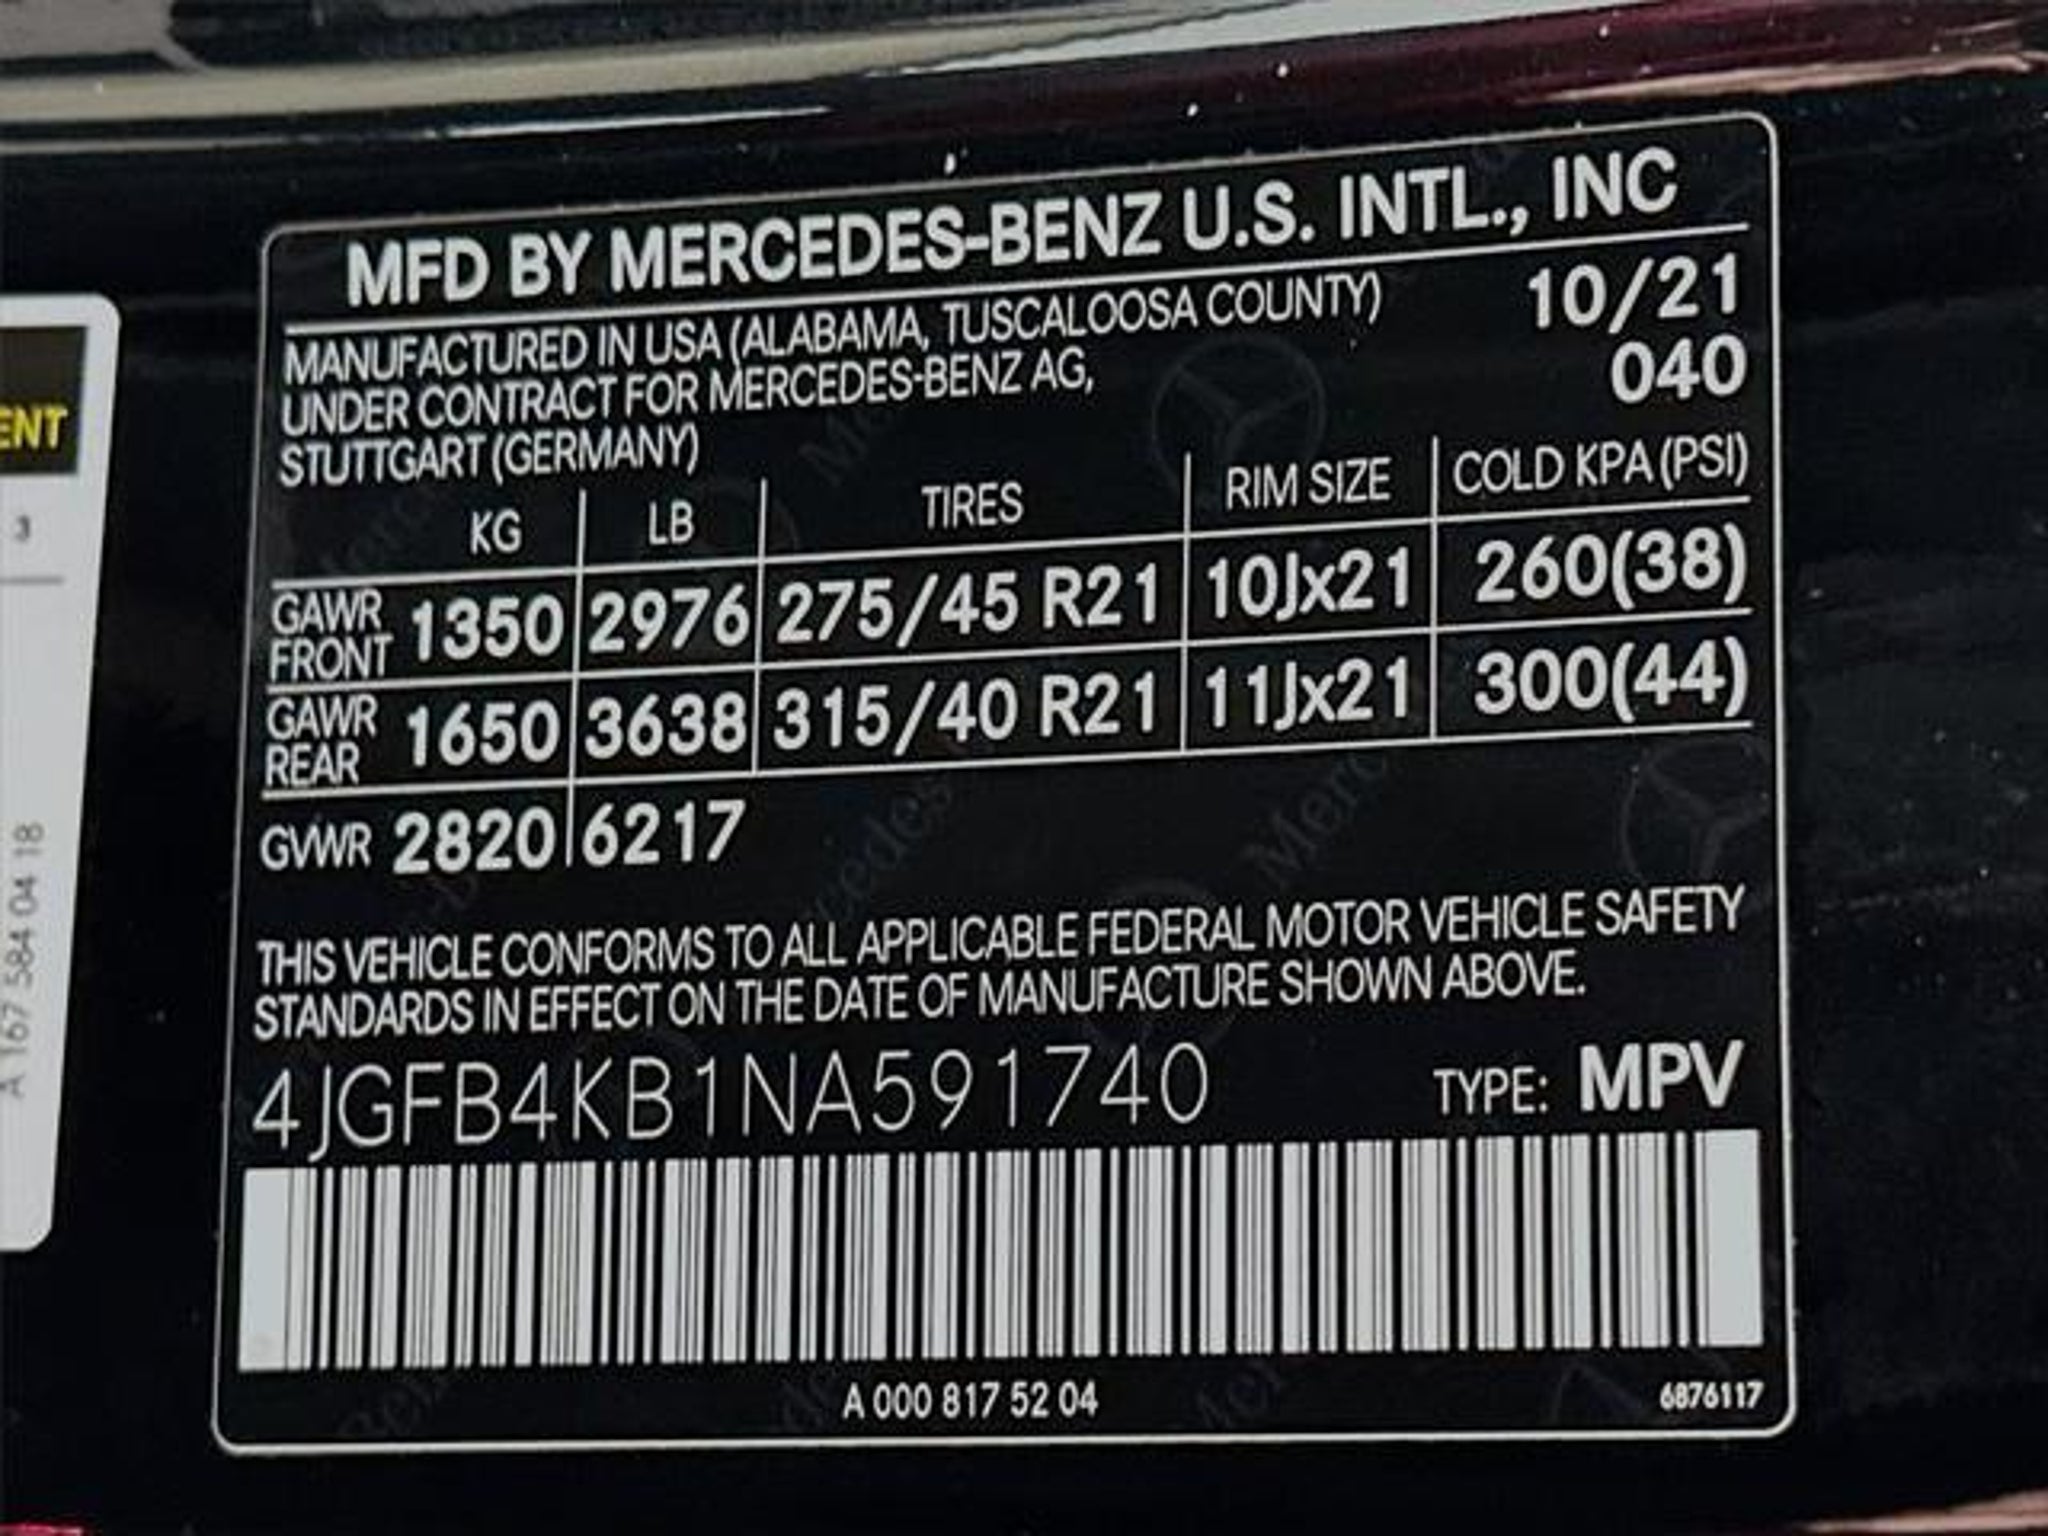 MFD BY MERCEDES-BENZ U.S. INTL., INC
MANUFACTURED IN USA (ALABAMA, TUSCALOOSA COUNTY) 10/21
UNDER CONTRACT FOR MERCEDES-BENZ AG, 040
STUTTGART (GERMANY)
KG LB TIRES RIM SIZE COLD KPA (PSI)
GAWR FRONT 1350 2976 275/45 R21 10Jx21 260(38)
GAWR REAR 1650 3638 315/40 R21 11Jx21 300(44)
GVWR 2820 6217
THIS VEHICLE CONFORMS TO ALL APPLICABLE FEDERAL MOTOR VEHICLE SAFETY
STANDARDS IN EFFECT ON THE DATE OF MANUFACTURE SHOWN ABOVE.
4JGFB4KB1NA591740 TYPE: MPV
A 000 817 52 04 6876117
ENT
3
A 167 584 04 18